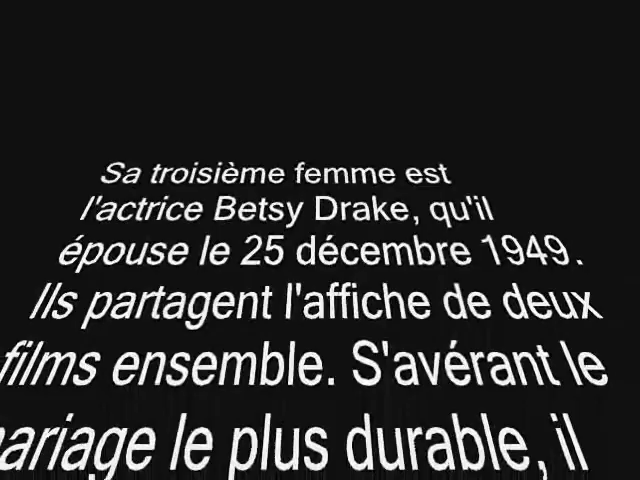 Sa troisième femme est
l'actrice Betsy Drake, qu'il
épouse le 25 décembre 1949.
Ils partagent l'affiche de deux
films ensemble. S'avérant le
mariage le plus durable, il